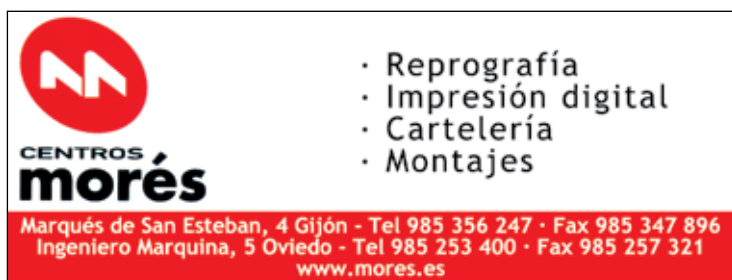 CENTROS
morés
· Reprografía
· Impresión digital
· Cartelería
· Montajes
Marqués de San Esteban, 4 Gijón - Tel 985 356 247 · Fax 985 347 896
Ingeniero Marquina, 5 Oviedo - Tel 985 253 400 · Fax 985 257 321
www.mores.es